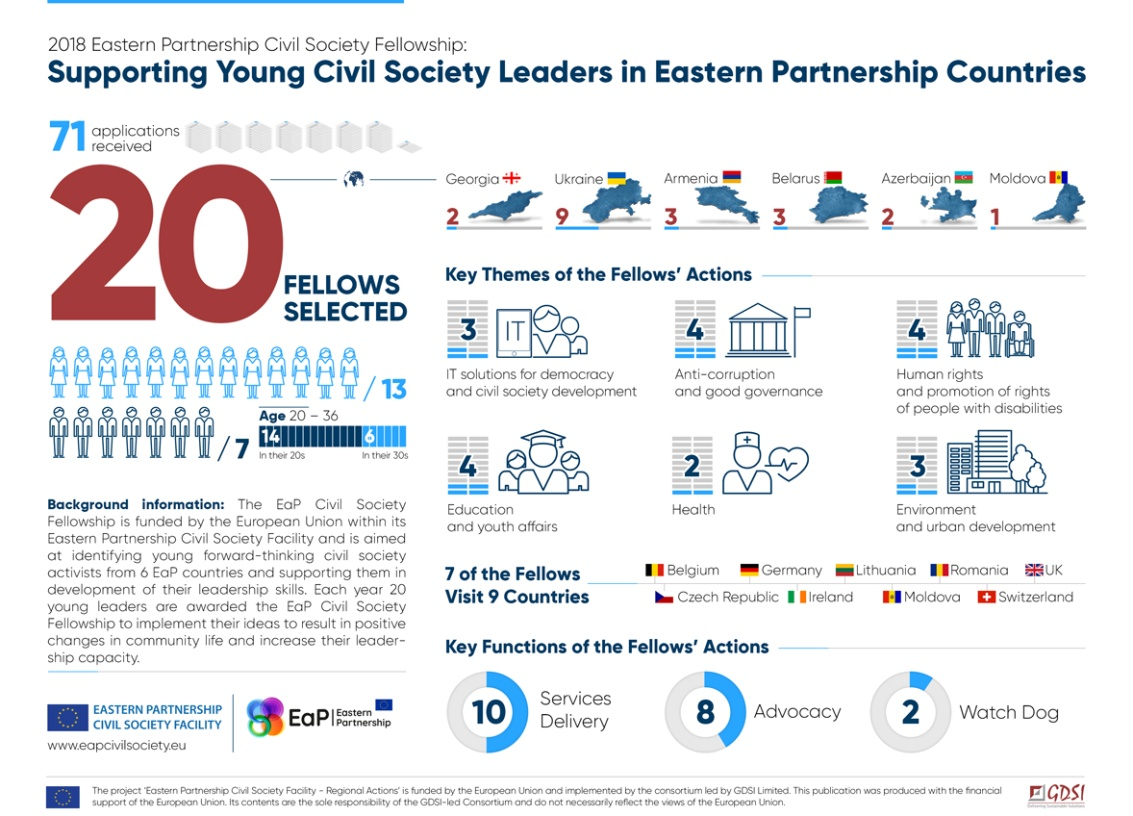 2018 Eastern Partnership Civil Society Fellowship:
Supporting Young Civil Society Leaders in Eastern Partnership Countries
71 applications
received
20
FELLOWS
SELECTED
/ 13
/ 7
Age 20 – 36
14
6
In their 20s
In their 30s
Background information: The EaP Civil Society
Fellowship is funded by the European Union within its
Eastern Partnership Civil Society Facility and is aimed
at identifying young forward-thinking civil society
activists from 6 EaP countries and supporting them in
development of their leadership skills. Each year 20
young leaders are awarded the EaP Civil Society
Fellowship to implement their ideas to result in positive
changes in community life and increase their leader-
ship capacity.
EASTERN PARTNERSHIP
CIVIL SOCIETY FACILITY
www.eapcivilsociety.eu
EaP Eastern
Partnership
Georgia
2
Ukraine
9
Armenia
3
Belarus
3
Azerbaijan
2
Moldova
1
Key Themes of the Fellows’ Actions
3
IT
IT solutions for democracy
and civil society development
4
Anti-corruption
and good governance
4
Human rights
and promotion of rights
of people with disabilities
4
Education
and youth affairs
2
Health
3
Environment
and urban development
7 of the Fellows
Visit 9 Countries
Belgium
Germany
Lithuania
Romania
UK
Czech Republic
Ireland
Moldova
Switzerland
Key Functions of the Fellows’ Actions
10
Services
Delivery
8
Advocacy
2
Watch Dog
The project ‘Eastern Partnership Civil Society Facility - Regional Actions’ is funded by the European Union and implemented by the consortium led by GDSI Limited. This publication was produced with the financial
support of the European Union. Its contents are the sole responsibility of the GDSI-led Consortium and do not necessarily reflect the views of the European Union.
GDSI